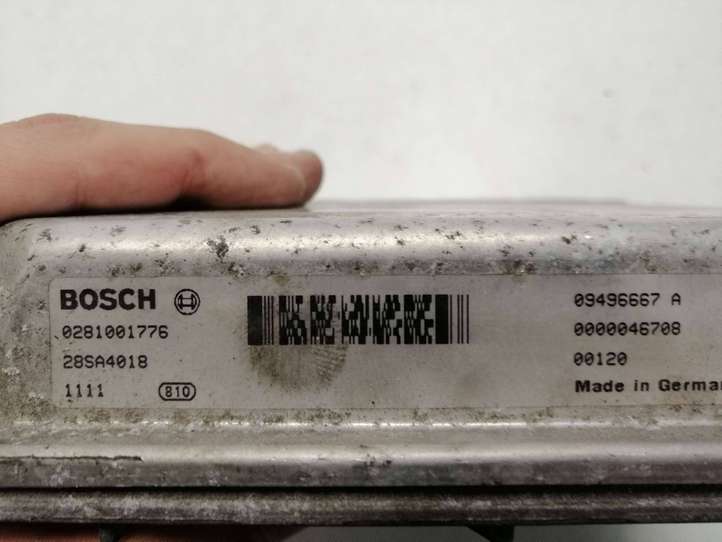 BOSCH
0281001776
28SA4018
1111 810
09496667 A
0000046708
00120
Made in German